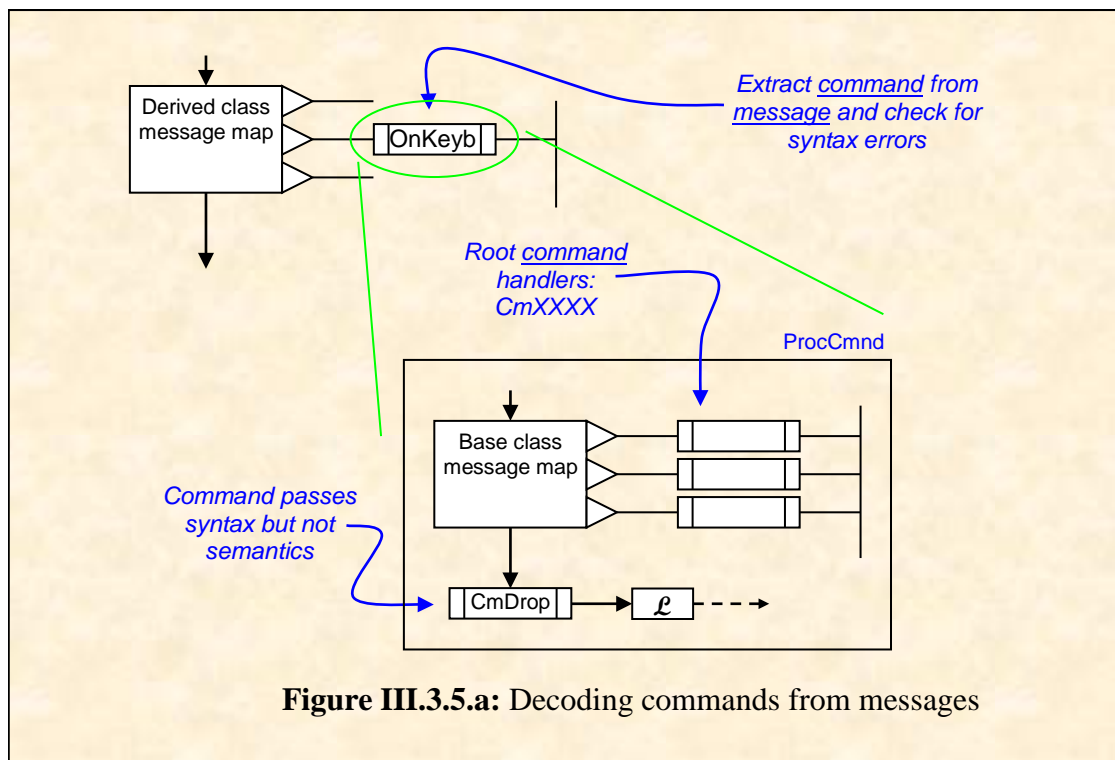 Derived class
message map
OnKeyb
Extract command from
message and check for
syntax errors
Root command
handlers:
CmXXXX
ProcCmnd
Base class
message map
Command passes
syntax but not
semantics
CmDrop
ℒ
Figure III.3.5.a: Decoding commands from messages